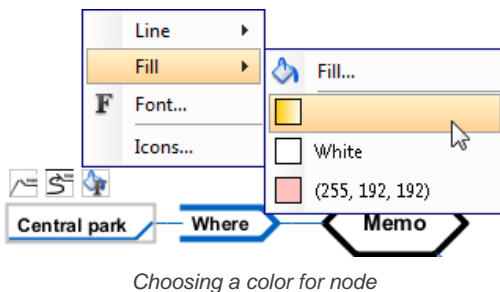 Line
Fill
F Font...
Icons...
Fill...
White
(255, 192, 192)
Central park
Where
Memo
Choosing a color for node